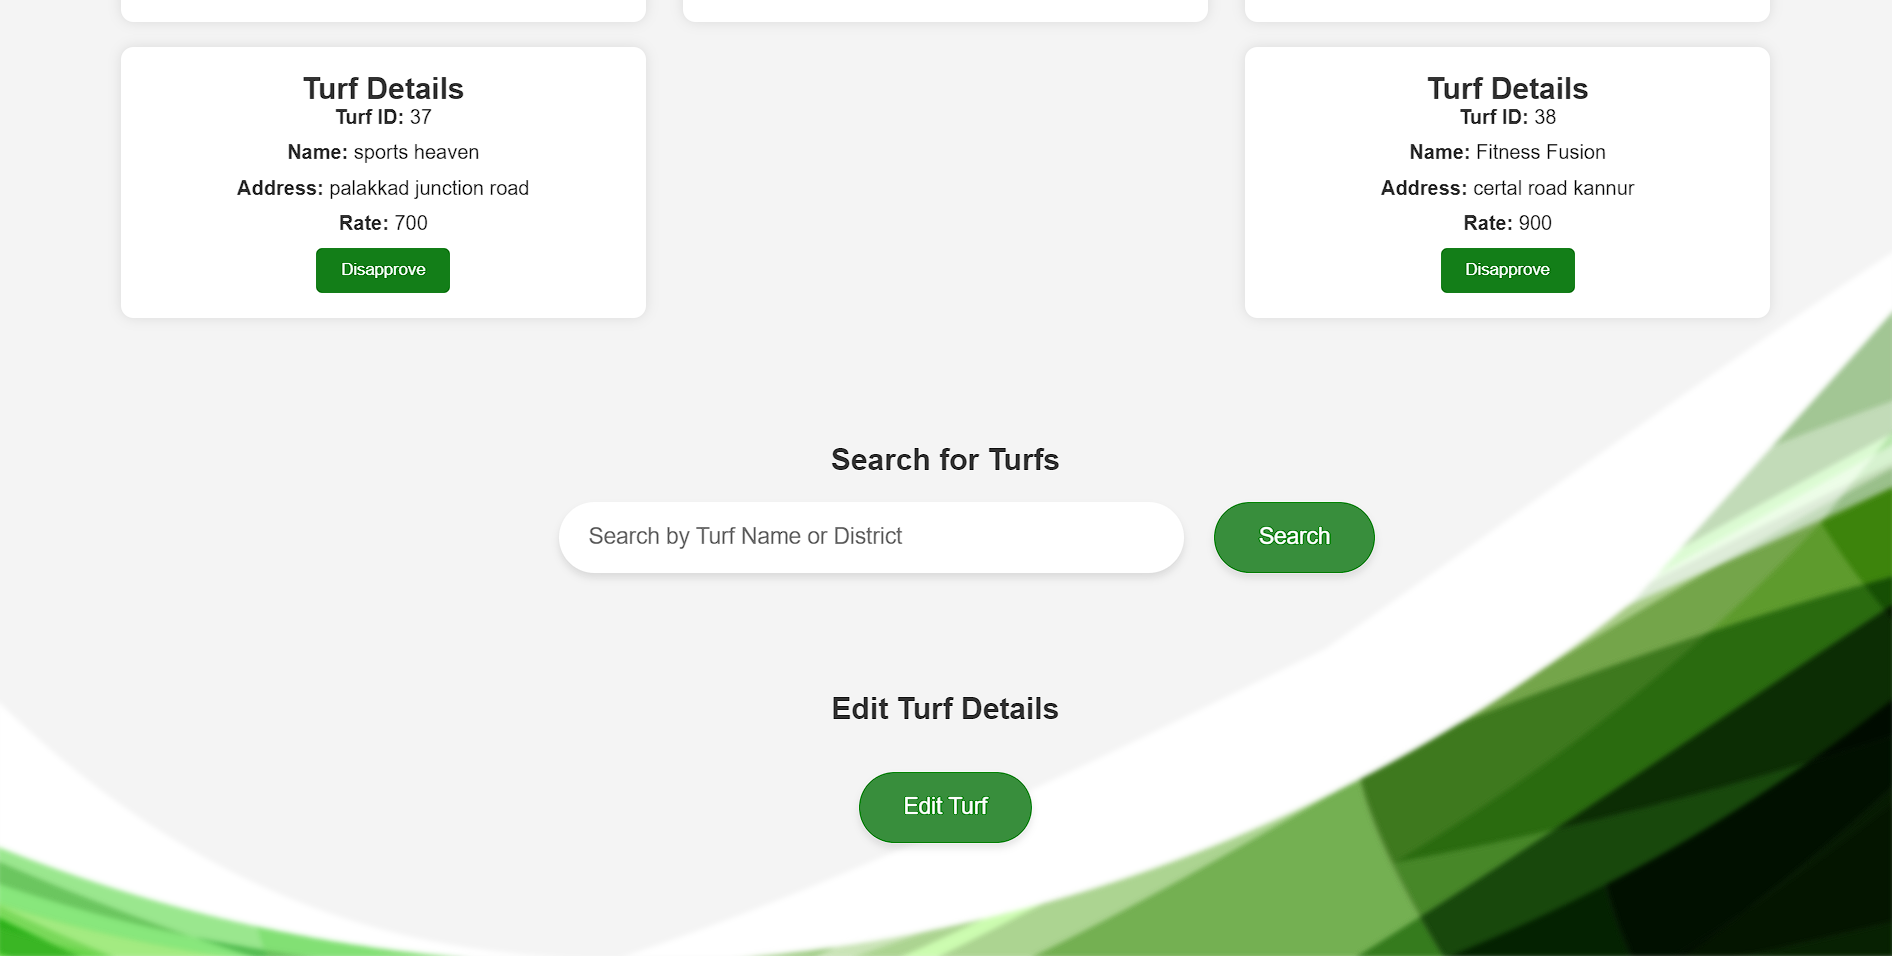 Turf Details
Turf ID: 37
Name: sports heaven
Address: palakkad junction road
Rate: 700
Disapprove
Turf Details
Turf ID: 38
Name: Fitness Fusion
Address: certal road kannur
Rate: 900
Disapprove
Search for Turfs
Search by Turf Name or District
Search
Edit Turf Details
Edit Turf